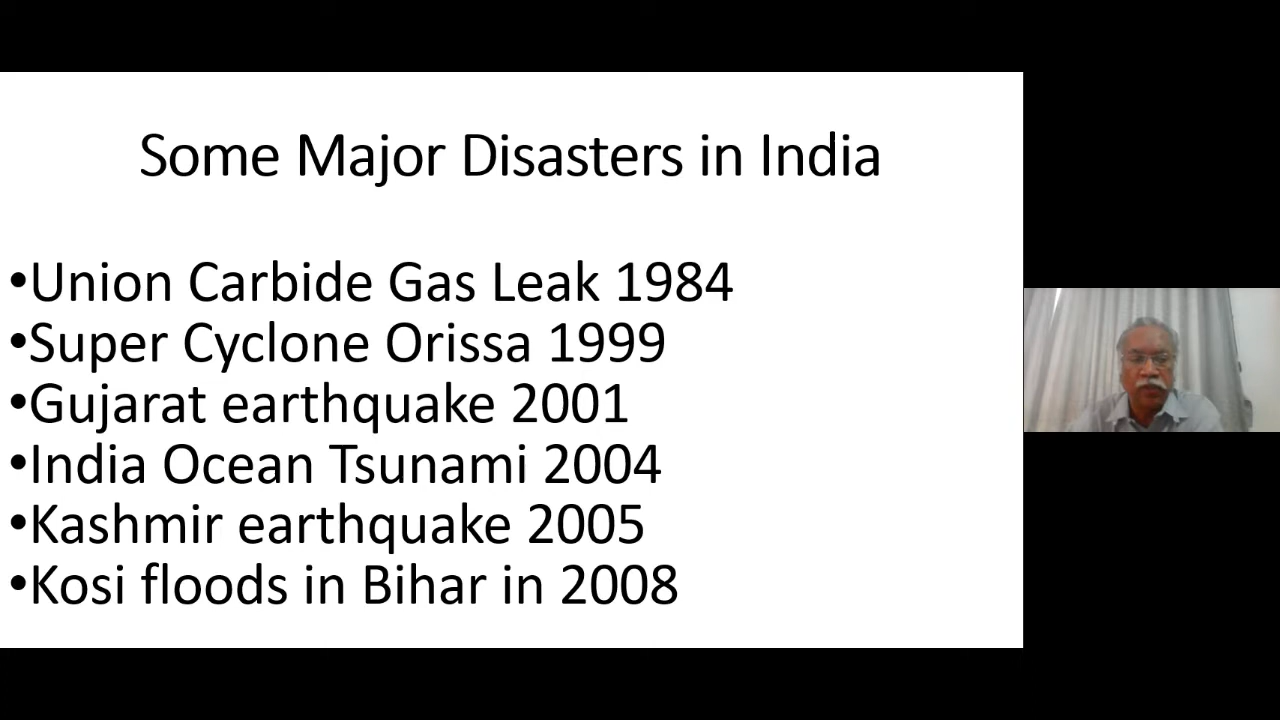 Some Major Disasters in India
•Union Carbide Gas Leak 1984
•Super Cyclone Orissa 1999
•Gujarat earthquake 2001
•India Ocean Tsunami 2004
•Kashmir earthquake 2005
•Kosi floods in Bihar in 2008